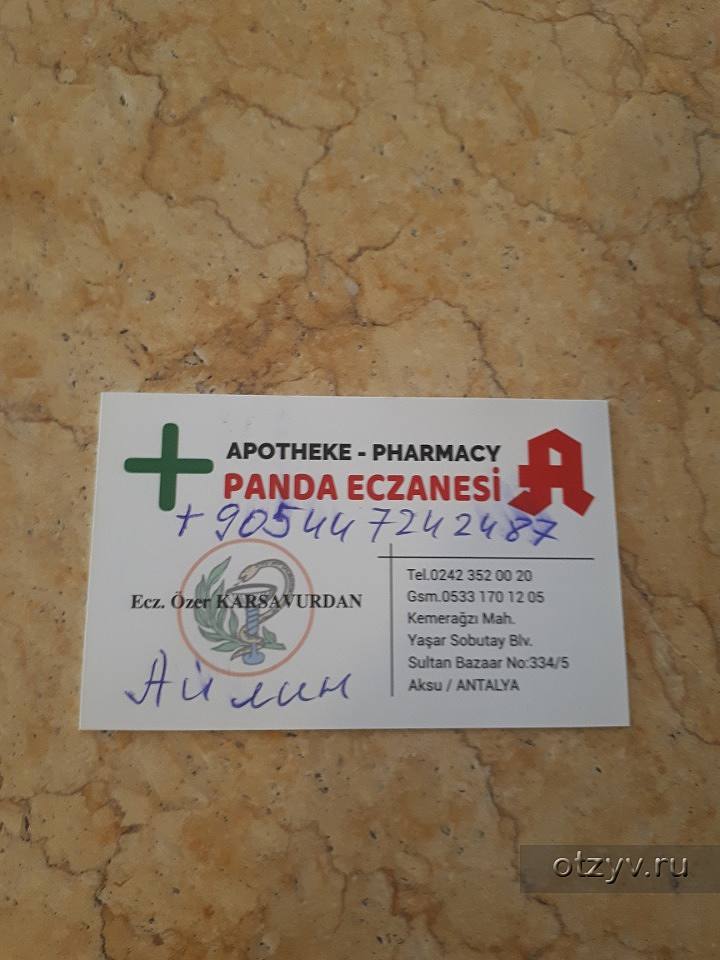 APOTHEKE - PHARMACY
PANDA ECZANESİ
+905447242487
Ecz. Özer KARSAVURDAN
Айлин
Tel.0242 352 00 20
Gsm.0533 170 12 05
Kemerağzı Mah.
Yaşar Sobutay Blv.
Sultan Bazaar No:334/5
Aksu / ANTALYA
otzyv.ru